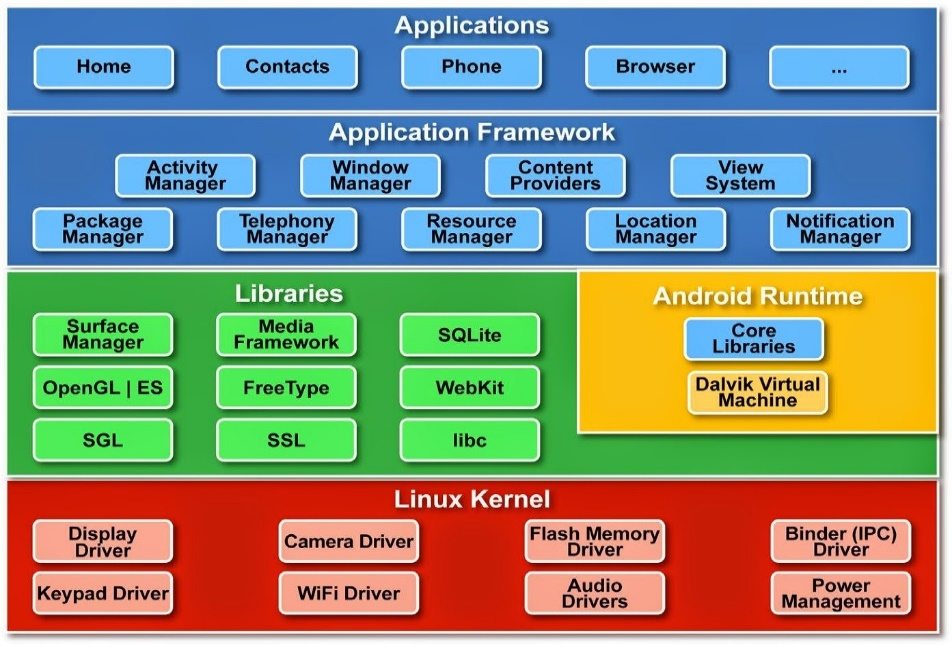 Applications
Home
Contacts
Phone
Browser
...
Application Framework
Activity
Manager
Window
Manager
Content
Providers
View
System
Package
Manager
Telephony
Manager
Resource
Manager
Location
Manager
Notification
Manager
Libraries
Surface
Manager
Media
Framework
SQLite
OpenGL | ES
FreeType
WebKit
SGL
SSL
libc
Android Runtime
Core
Libraries
Dalvik Virtual
Machine
Linux Kernel
Display
Driver
Camera Driver
Flash Memory
Driver
Binder (IPC)
Driver
Keypad Driver
WiFi Driver
Audio
Drivers
Power
Management